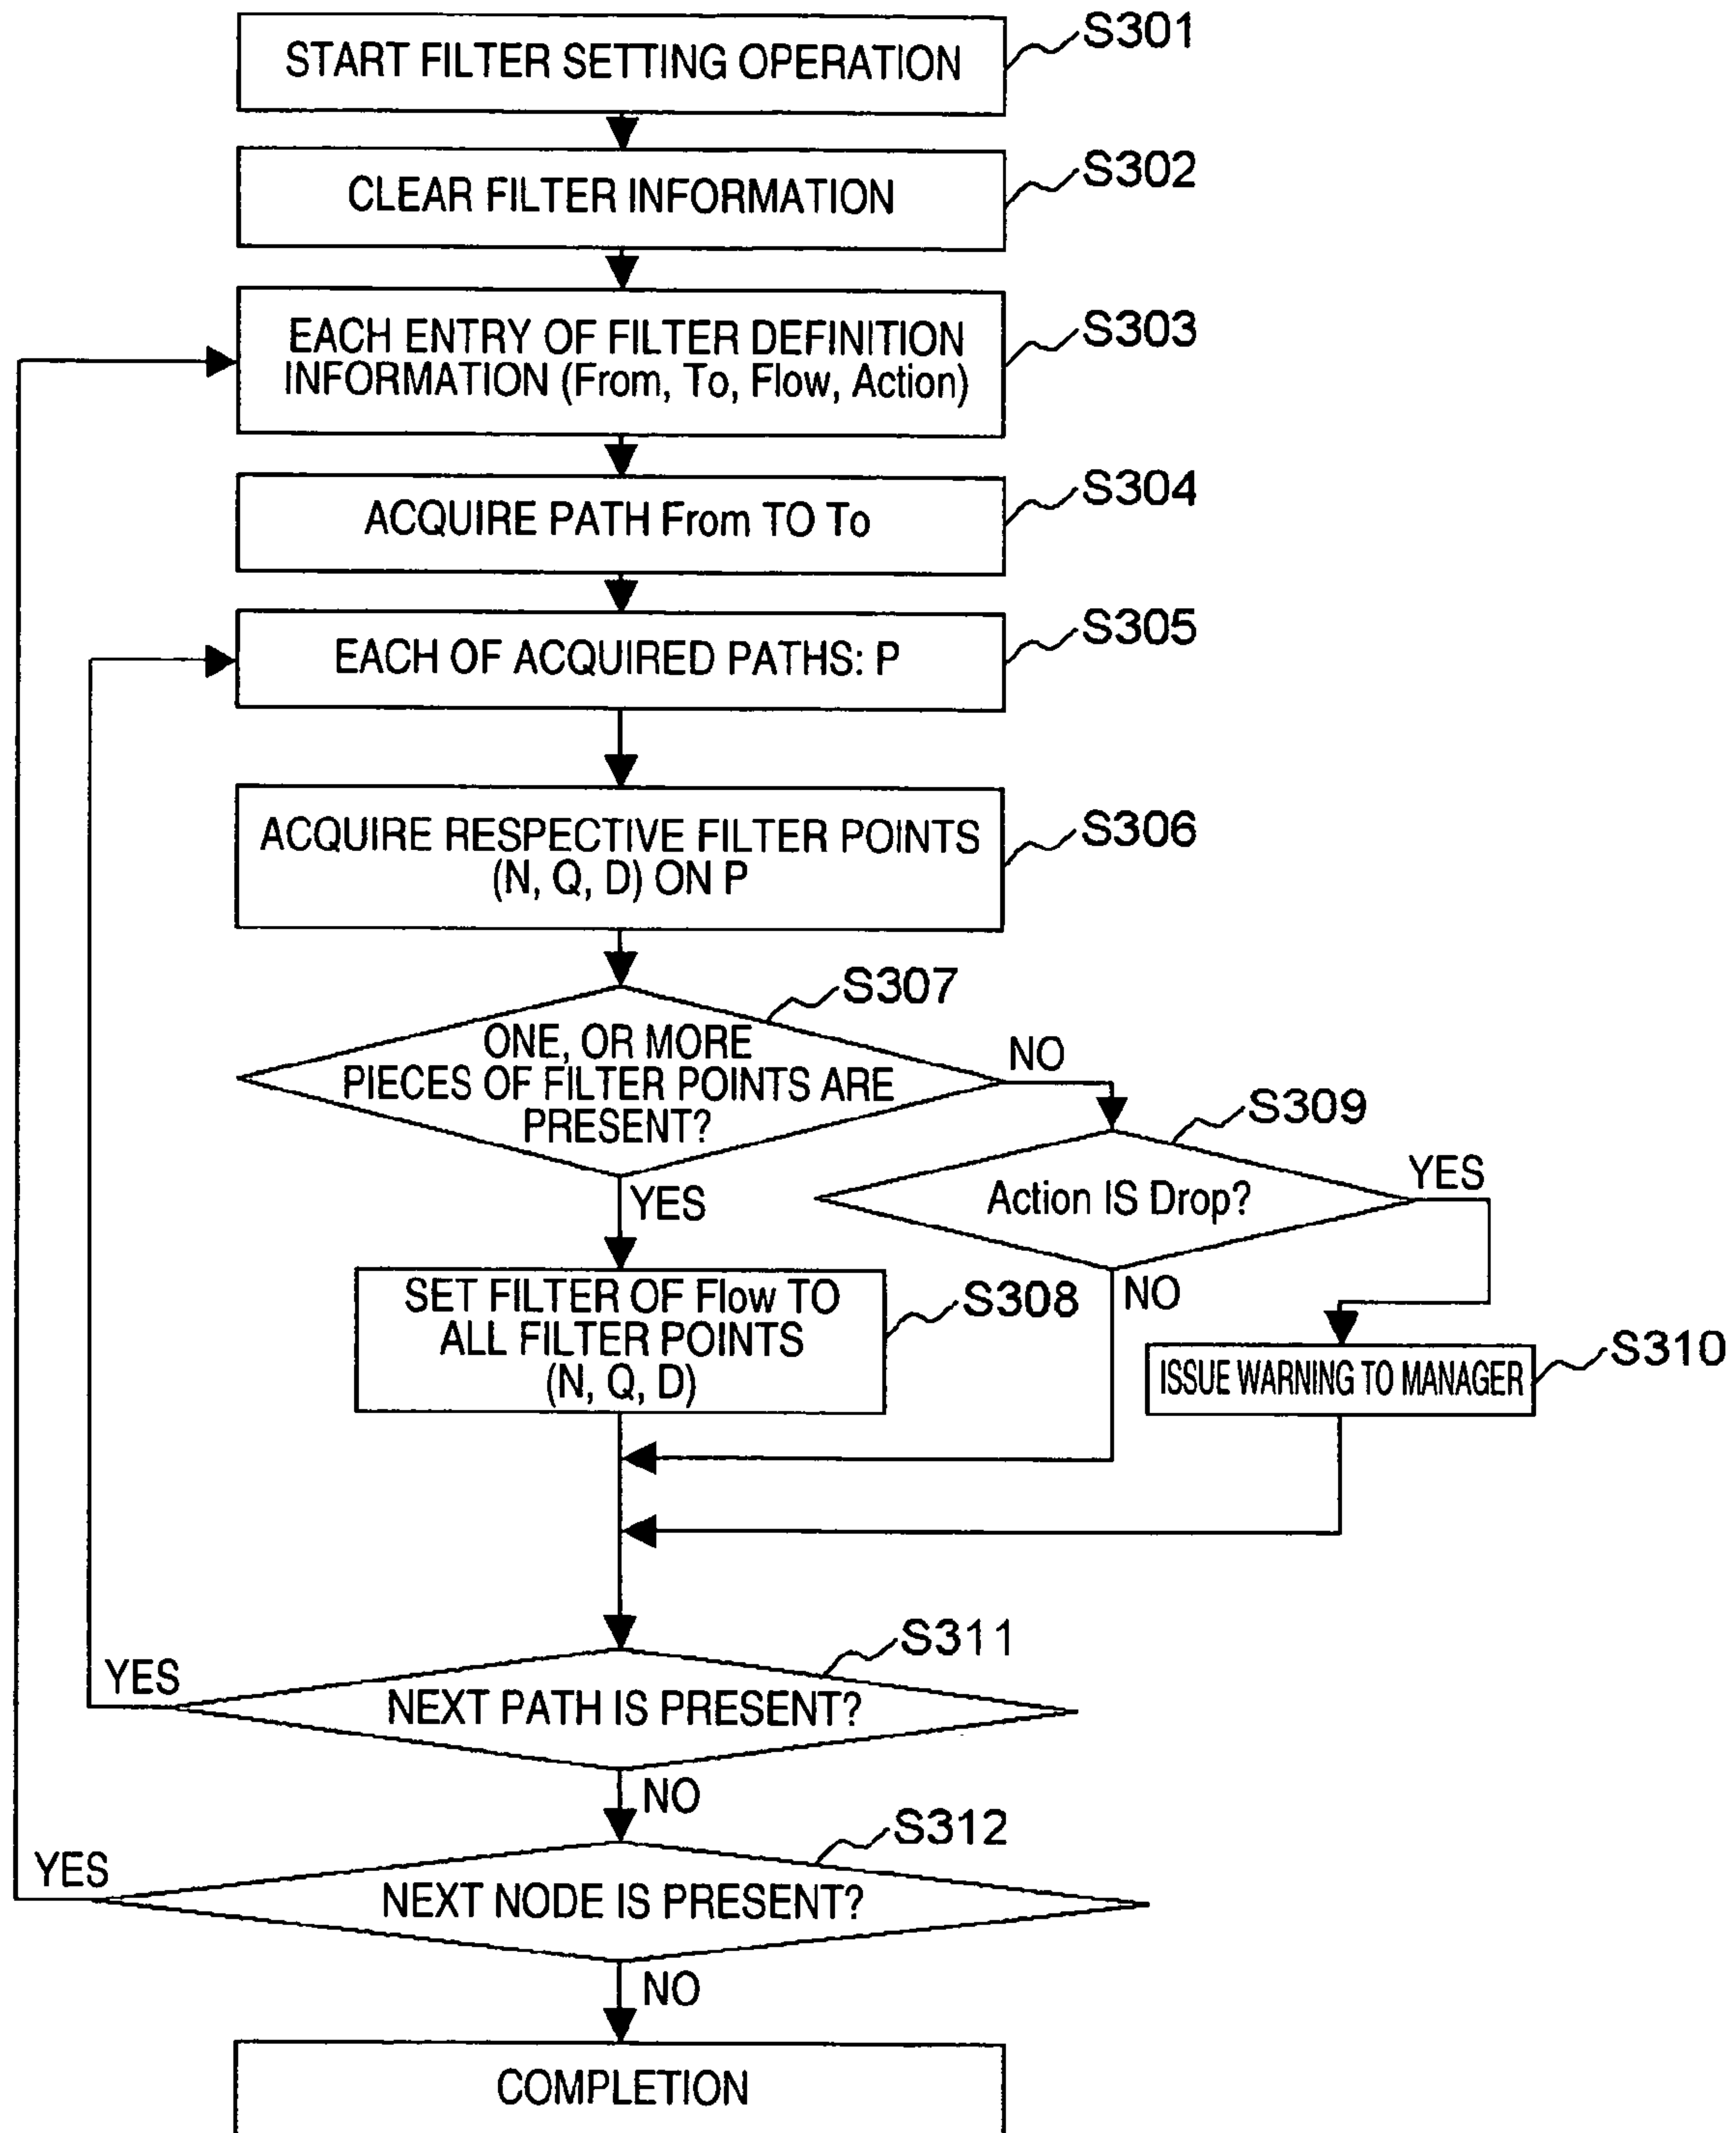 START FILTER SETTING OPERATION
S301
CLEAR FILTER INFORMATION
S302
EACH ENTRY OF FILTER DEFINITION
INFORMATION (From, To, Flow, Action)
S303
ACQUIRE PATH From TO To
S304
EACH OF ACQUIRED PATHS: P
S305
ACQUIRE RESPECTIVE FILTER POINTS
(N, Q, D) ON P
S306
S307
ONE, OR MORE
PIECES OF FILTER POINTS ARE
PRESENT?
NO
YES
S309
Action IS Drop?
YES
NO
SET FILTER OF Flow TO
ALL FILTER POINTS
(N, Q, D)
S308
ISSUE WARNING TO MANAGER
S310
S311
NEXT PATH IS PRESENT?
YES
NO
S312
NEXT NODE IS PRESENT?
YES
NO
COMPLETION